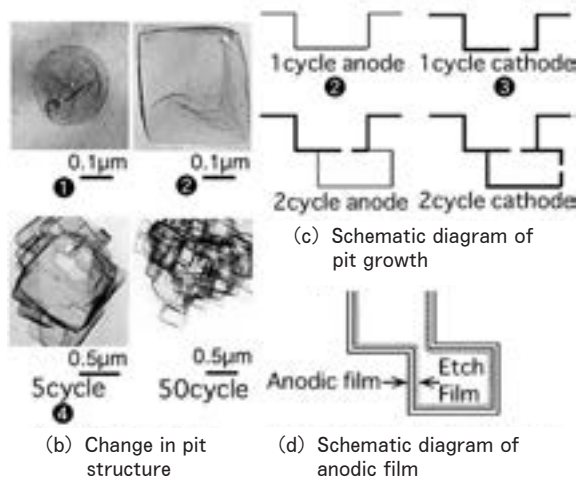 0.1μm
❶
0.1μm
❷
0.5μm
5cycle
❹
0.5μm
50cycle
(b) Change in pit
structure
1cycle anode
❷
1cycle cathode
❸
2cycle anode
2cycle cathode
(c) Schematic diagram of
pit growth
Anodic film
Etch
Film
(d) Schematic diagram of
anodic film